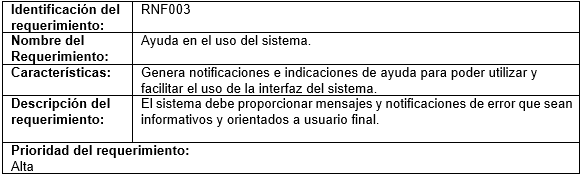 Identificación del requerimiento: RNF003
Nombre del Requerimiento: Ayuda en el uso del sistema.
Características: Genera notificaciones e indicaciones de ayuda para poder utilizar y
facilitar el uso de la interfaz del sistema.
Descripción del requerimiento: El sistema debe proporcionar mensajes y notificaciones de error que sean
informativos y orientados a usuario final.
Prioridad del requerimiento:
Alta